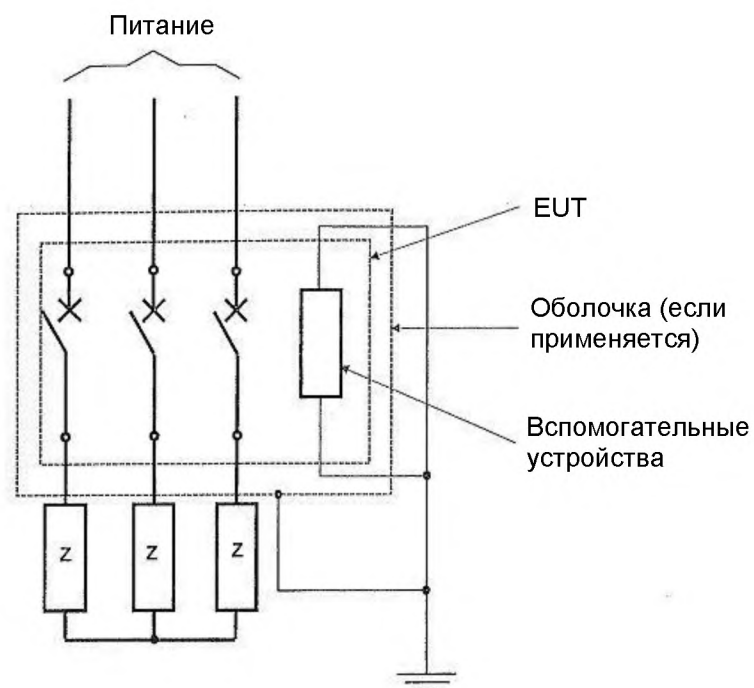 Питание
EUT
Оболочка (если
применяется)
Вспомогательные
устройства
Z
Z
Z